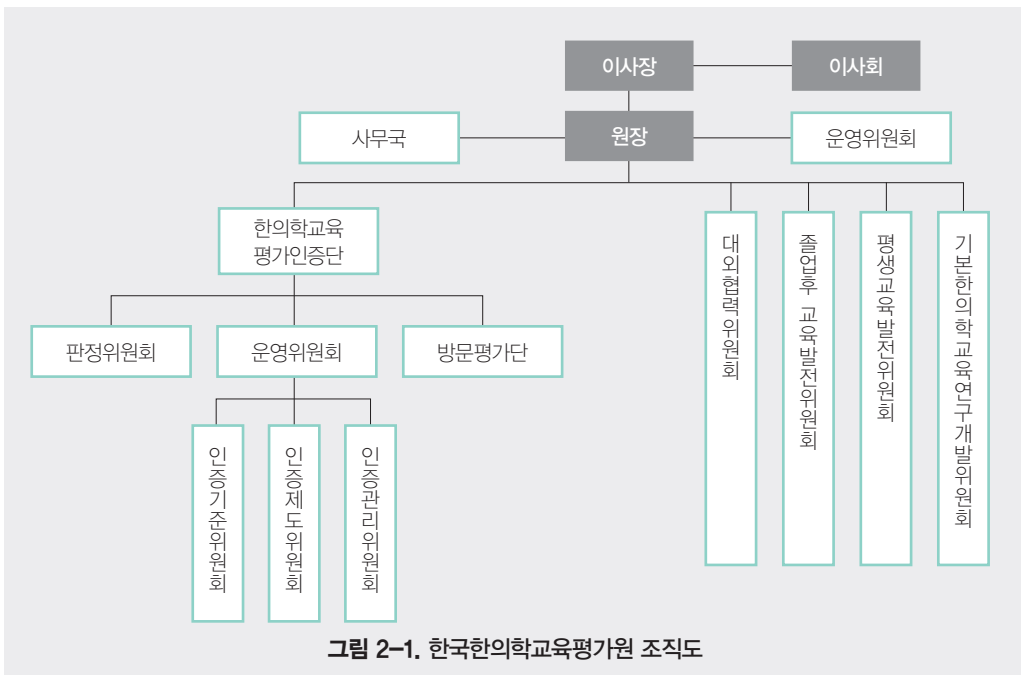 이사장
이사회
사무국
원장
운영위원회
한의학교육
평가인증단
대외협력위원회
졸업후 교육발전위원회
평생교육발전위원회
기본한의학교육연구개발위원회
판정위원회
운영위원회
방문평가단
인증기준위원회
인증제도위원회
인증관리위원회
그림 2-1. 한국한의학교육평가원 조직도